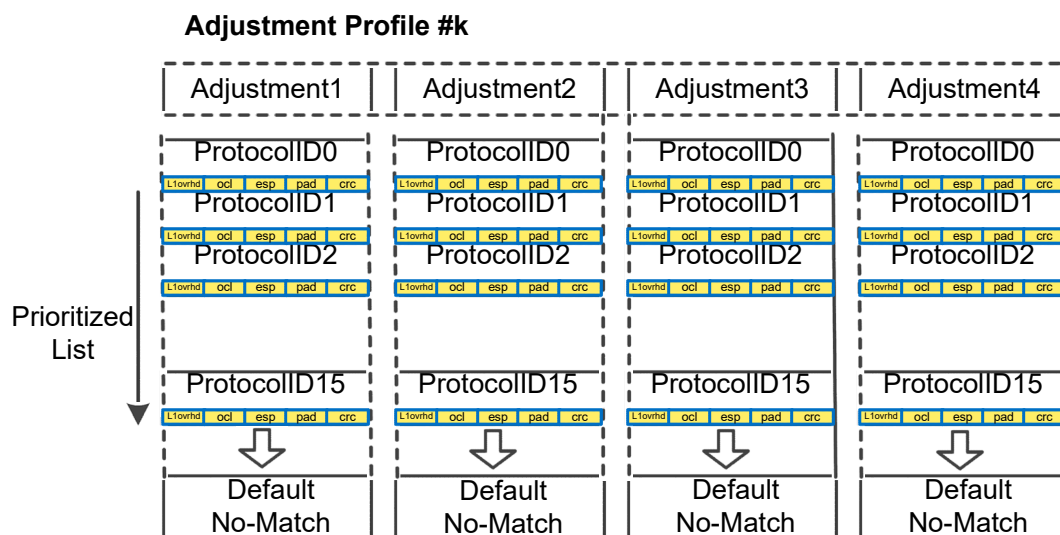 Adjustment Profile #k
Adjustment1 Adjustment2 Adjustment3 Adjustment4
ProtocolID0 ProtocolID0 ProtocolID0 ProtocolID0
L1ovrhd ocl esp pad crc L1ovrhd ocl esp pad crc L1ovrhd ocl esp pad crc L1ovrhd ocl esp pad crc
ProtocolID1 ProtocolID1 ProtocolID1 ProtocolID1
L1ovrhd ocl esp pad crc L1ovrhd ocl esp pad crc L1ovrhd ocl esp pad crc L1ovrhd ocl esp pad crc
ProtocolID2 ProtocolID2 ProtocolID2 ProtocolID2
L1ovrhd ocl esp pad crc L1ovrhd ocl esp pad crc L1ovrhd ocl esp pad crc L1ovrhd ocl esp pad crc
Prioritized
List
ProtocolID15 ProtocolID15 ProtocolID15 ProtocolID15
L1ovrhd ocl esp pad crc L1ovrhd ocl esp pad crc L1ovrhd ocl esp pad crc L1ovrhd ocl esp pad crc
Default Default Default Default
No-Match No-Match No-Match No-Match